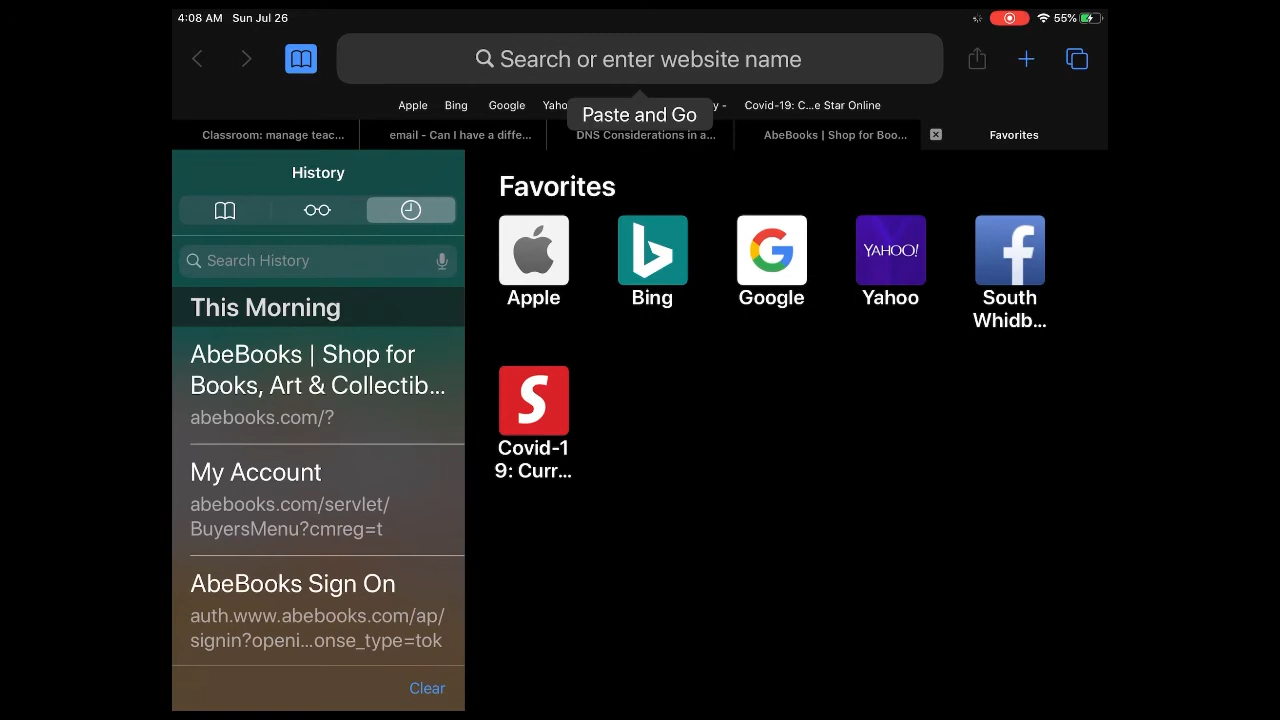 4:08 AM Sun Jul 26
55%
Search or enter website name
Apple Bing Google Yaho
y - Covid-19: C...e Star Online
Paste and Go
Classroom: manage teac...
email - Can I have a diffe...
DNS Considerations in a...
AbeBooks | Shop for Boo...
Favorites
History
Search History
This Morning
AbeBooks | Shop for
Books, Art & Collectib...
abebooks.com/?
My Account
abebooks.com/servlet/
BuyersMenu?cmreg=t
AbeBooks Sign On
auth.www.abebooks.com/ap/
signin?openi...onse_type=tok
Clear
Favorites
Apple
Bing
Google
YAHOO!
Yahoo
South
Whidb...
Covid-1
9: Curr...